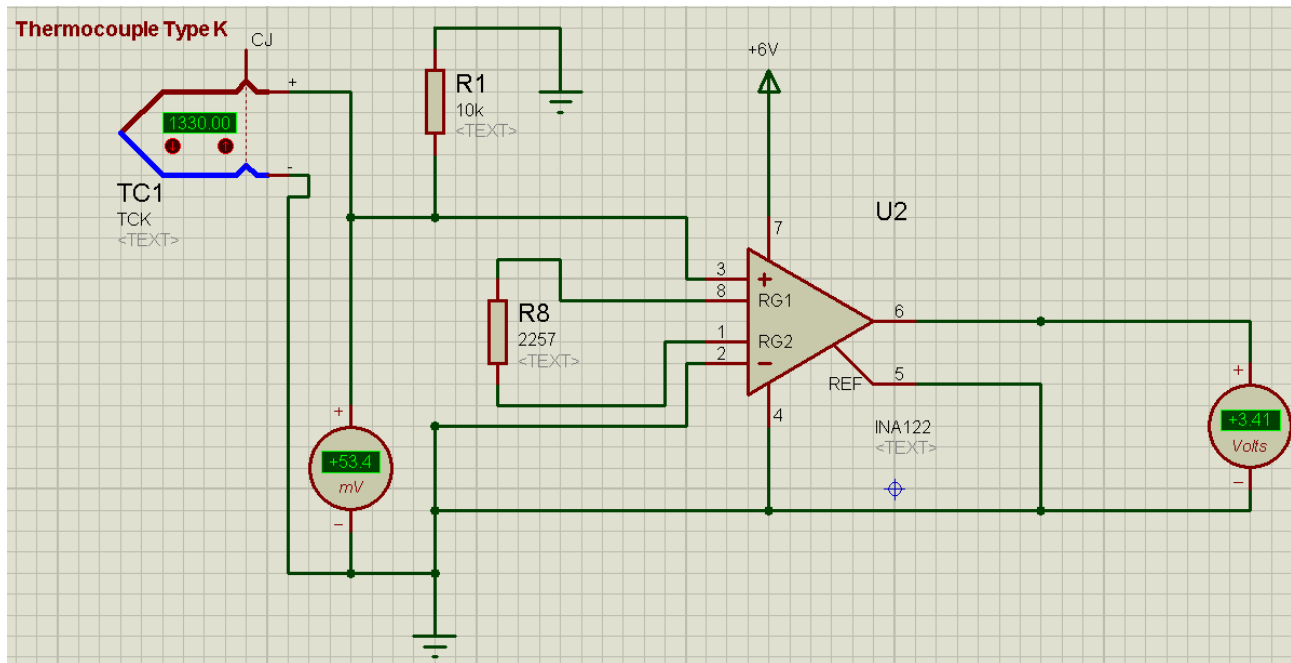 Thermocouple Type K
CJ
+
1330.00
-
TC1
TCK
<TEXT>
R1
10k
<TEXT>
+6V
7
U2
3
+
8
RG1
R8
2257
<TEXT>
1
RG2
2
−
6
REF
5
4
INA122
<TEXT>
+
+53.4
mV
−
+
+3.41
Volts
−